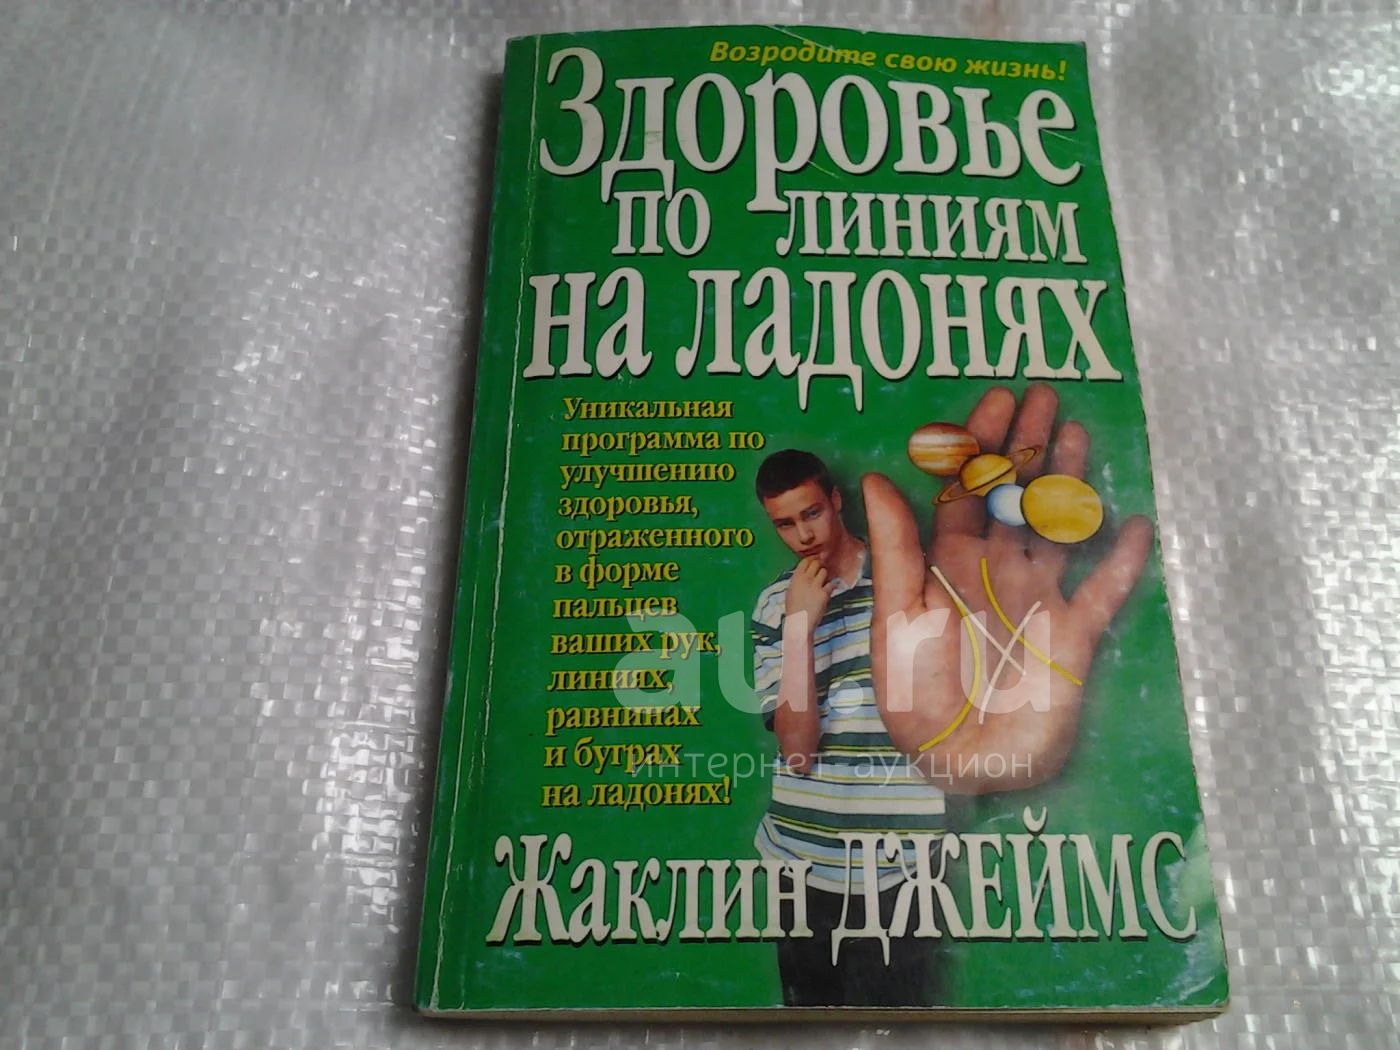 Возродите свою жизнь!
Здоровье
по линиям
на ладонях
Уникальная
программа по
улучшению
здоровья,
отраженного
в форме
пальцев
ваших рук,
линиях,
равнинах
и буграх
на ладонях!
au.ru
интернет-аукцион
Жаклин Джеймс